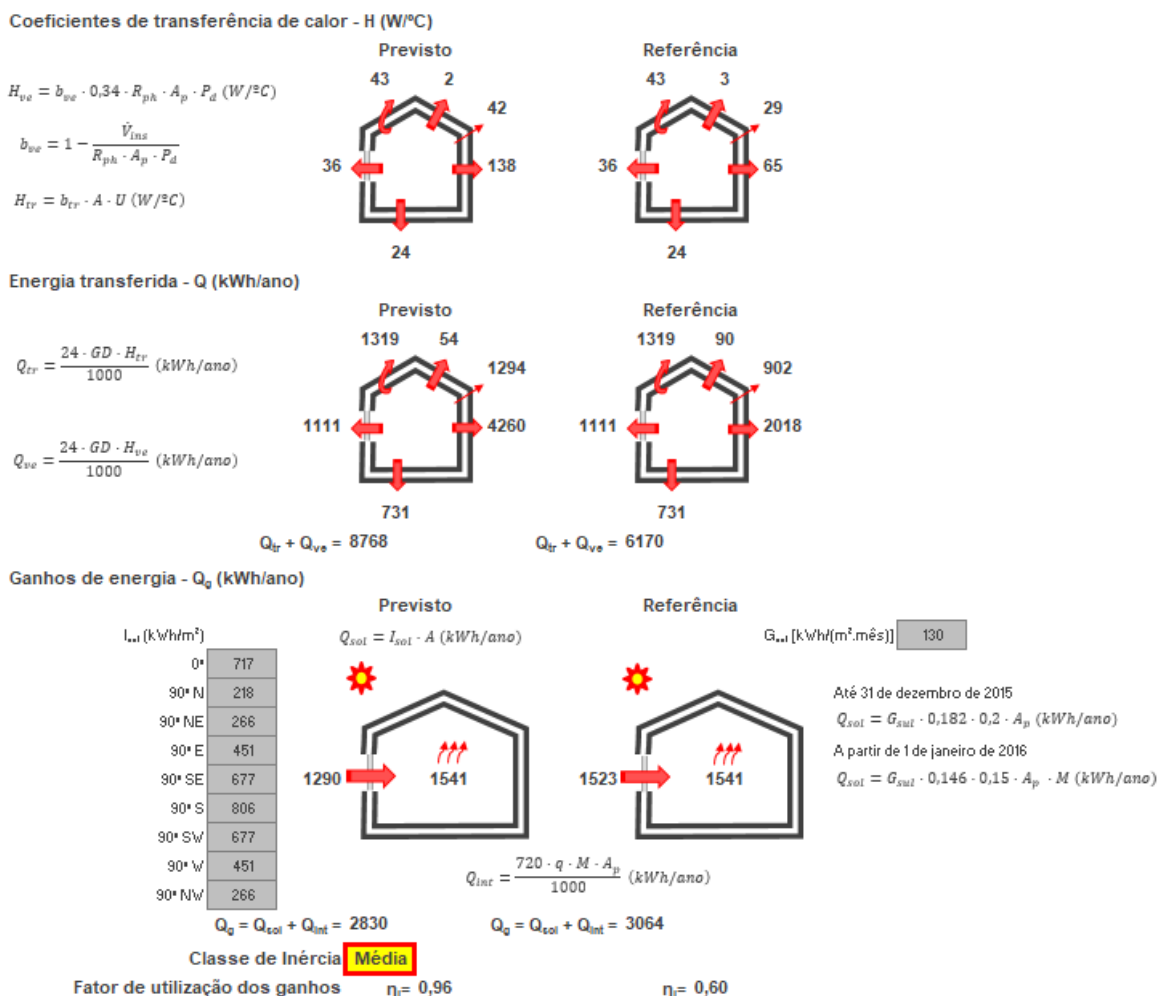 Coeficientes de transferência de calor - H (W/ºC)
Previsto Referência
H_ve = b_ve · 0,34 · R_ph · A_p · P_d (W/ºC)
43 2 43 3
42 29
b_ve = 1 − V̇_ins / (R_ph · A_p · P_d)
36 138 36 65
H_tr = b_tr · A · U (W/ºC)
24 24
Energia transferida - Q (kWh/ano)
Previsto Referência
1319 54 1319 90
Q_tr = 24 · GD · H_tr / 1000 (kWh/ano)
1294 902
1111 4260 1111 2018
Q_ve = 24 · GD · H_ve / 1000 (kWh/ano)
731 731
Q_tr + Q_ve = 8768 Q_tr + Q_ve = 6170
Ganhos de energia - Q_g (kWh/ano)
Previsto Referência
I_sol (kWh/m²) Q_sol = I_sol · A (kWh/ano) G_sul [kWh/(m².mês)] 130
0º 717
90º N 218 Até 31 de dezembro de 2015
90º NE 266 Q_sol = G_sul · 0,182 · 0,2 · A_p (kWh/ano)
90º E 451 A partir de 1 de janeiro de 2016
90º SE 677 1290 1541 1523 1541 Q_sol = G_sul · 0,146 · 0,15 · A_p · M (kWh/ano)
90º S 806
90º SW 677
90º W 451 Q_int = 720 · q · M · A_p / 1000 (kWh/ano)
90º NW 266
Q_g = Q_sol + Q_int = 2830 Q_g = Q_sol + Q_int = 3064
Classe de Inércia Média
Fator de utilização dos ganhos η_i= 0,96 η_i= 0,60